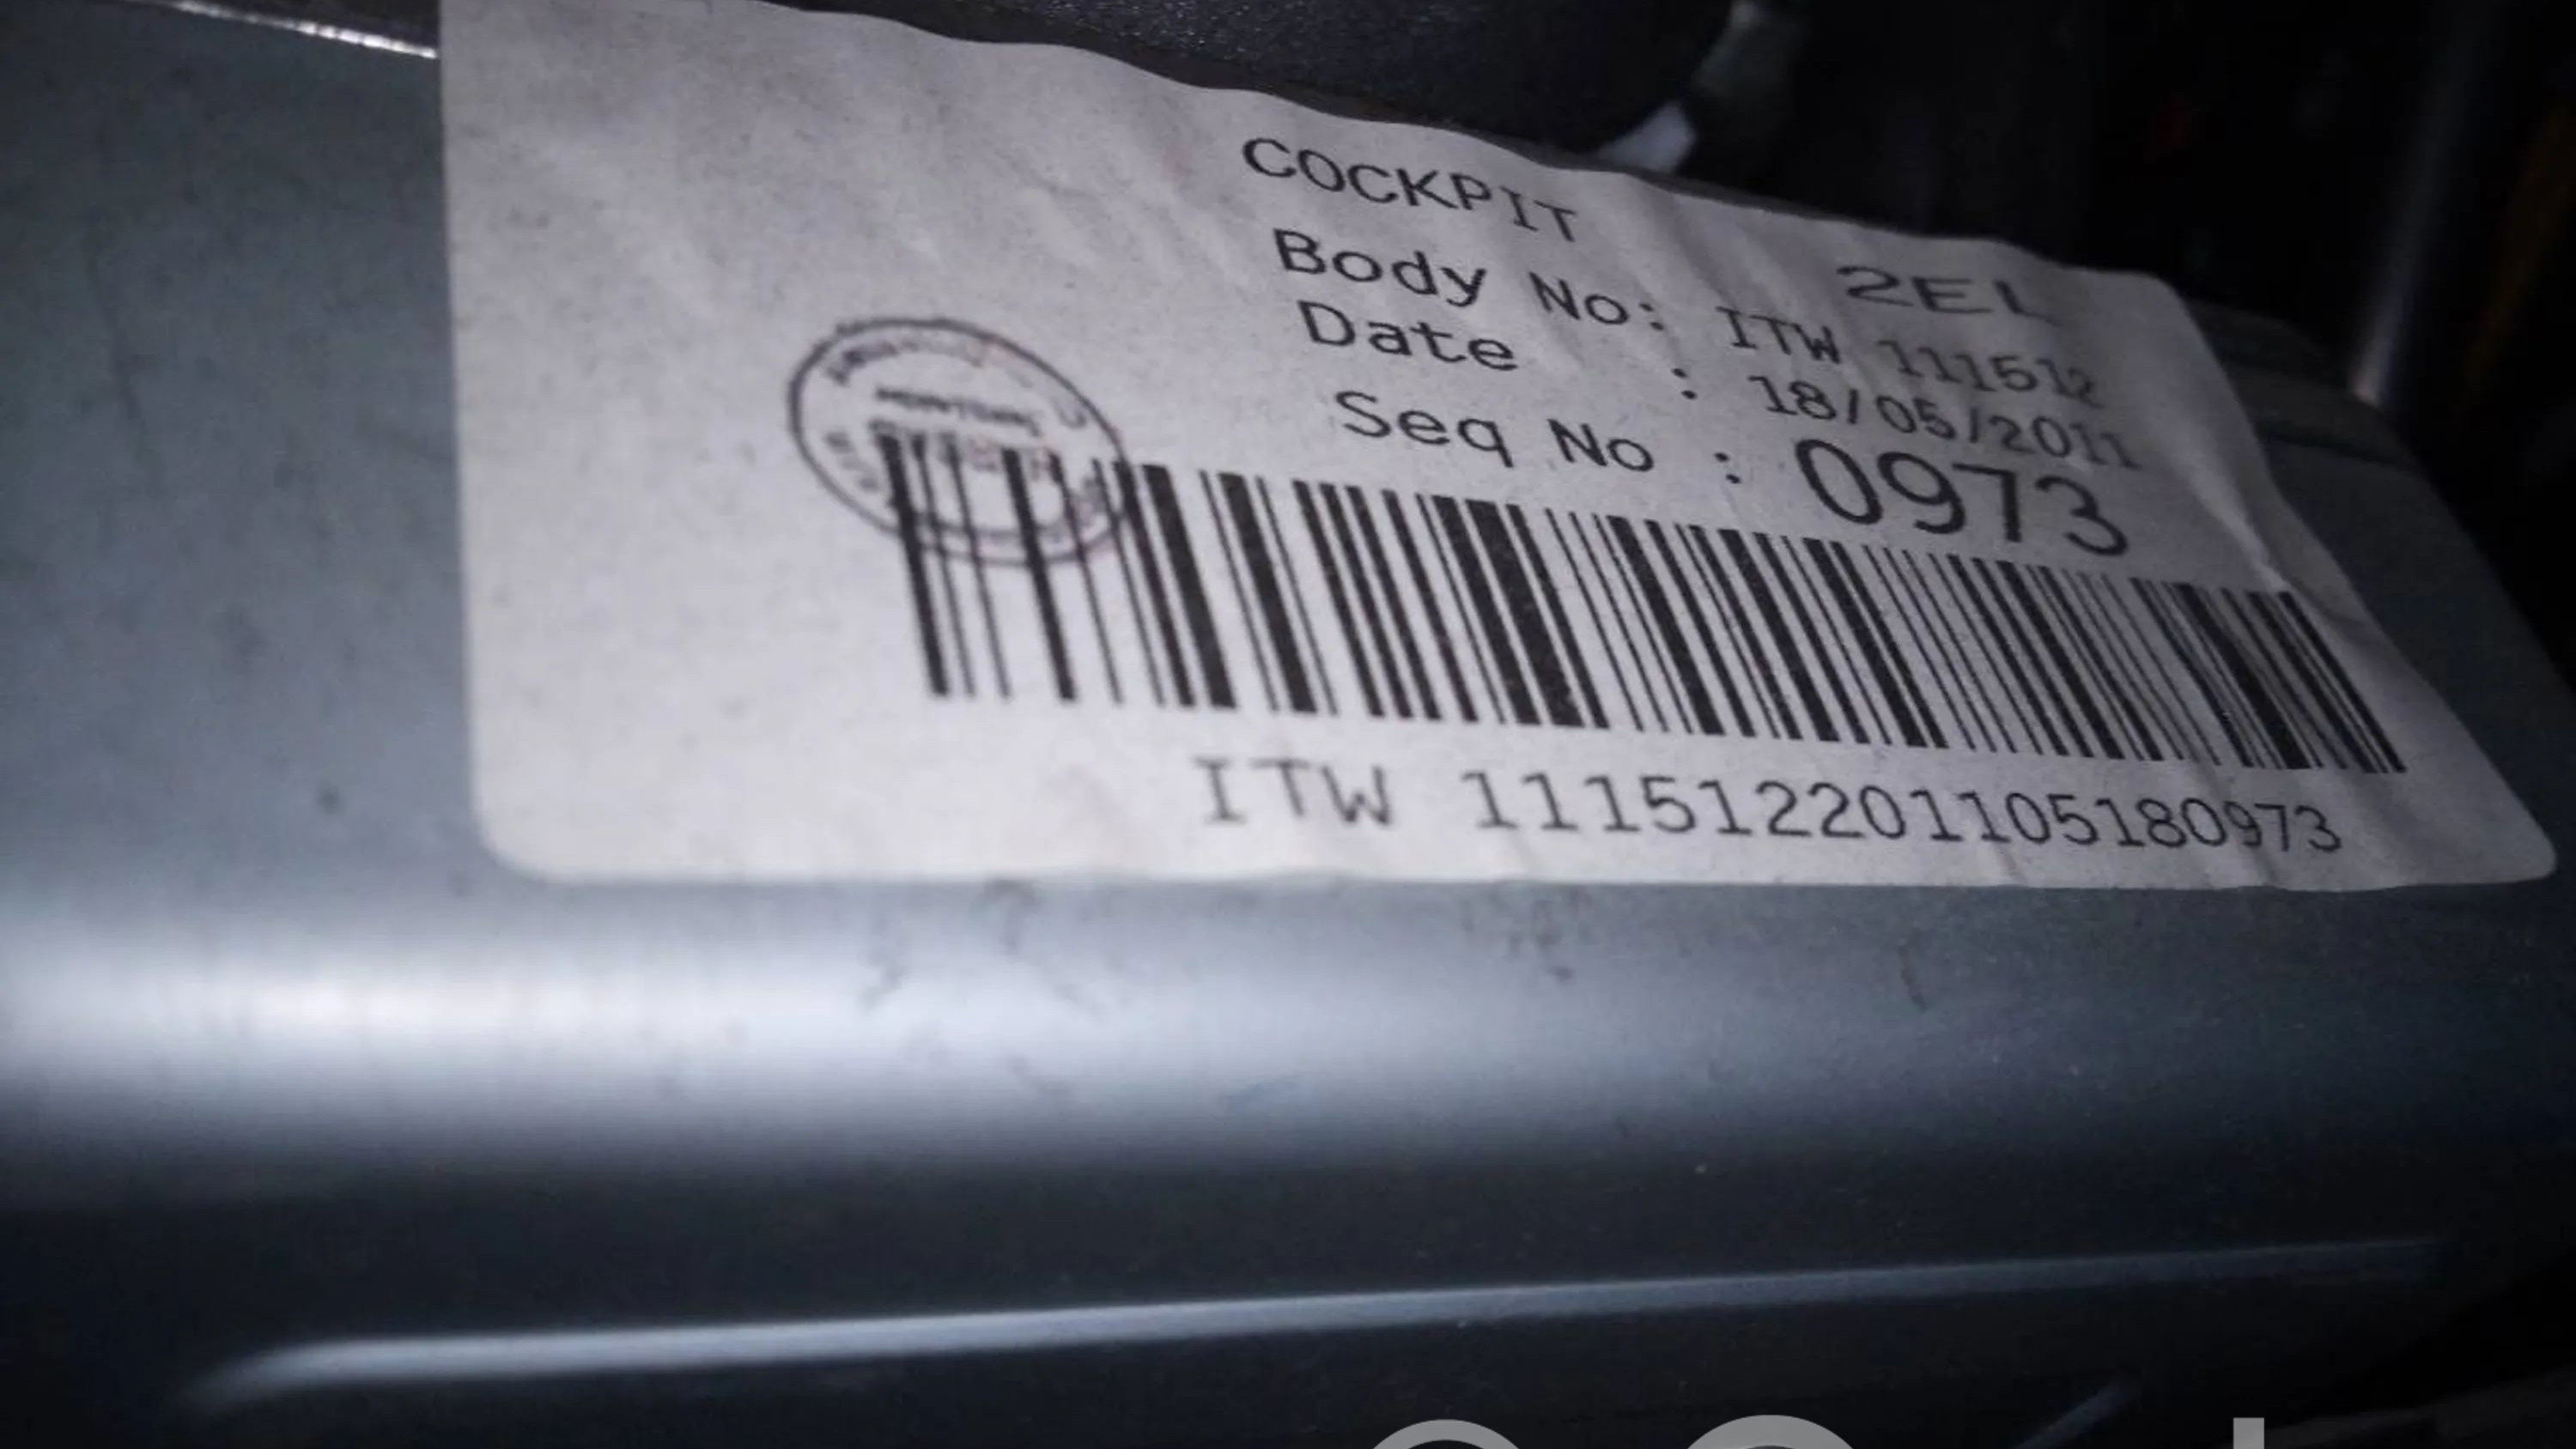 COCKPIT
2EL
Body No: ITW 111512
Date : 18/05/2011
Seq No : 0973
ITW 111512201105180973